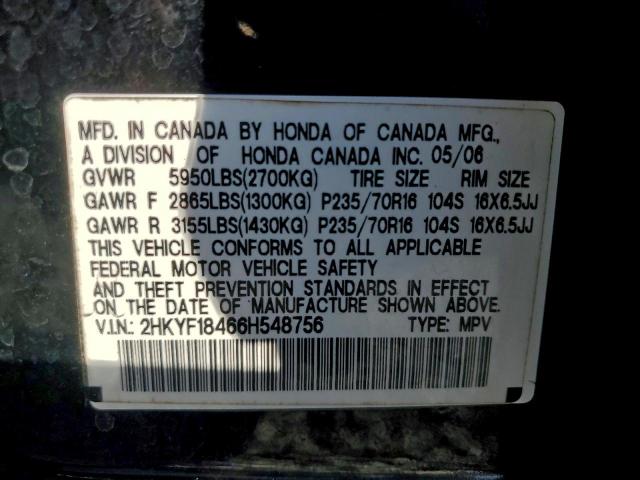 MFD. IN CANADA BY HONDA OF CANADA MFG.,
A DIVISION OF HONDA CANADA INC. 05/06
GVWR 5950LBS(2700KG) TIRE SIZE RIM SIZE
GAWR F 2865LBS(1300KG) P235/70R16 104S 16X6.5JJ
GAWR R 3155LBS(1430KG) P235/70R16 104S 16X6.5JJ
THIS VEHICLE CONFORMS TO ALL APPLICABLE
FEDERAL MOTOR VEHICLE SAFETY
AND THEFT PREVENTION STANDARDS IN EFFECT
ON THE DATE OF MANUFACTURE SHOWN ABOVE.
V.I.N.: 2HKYF18466H548756 TYPE: MPV